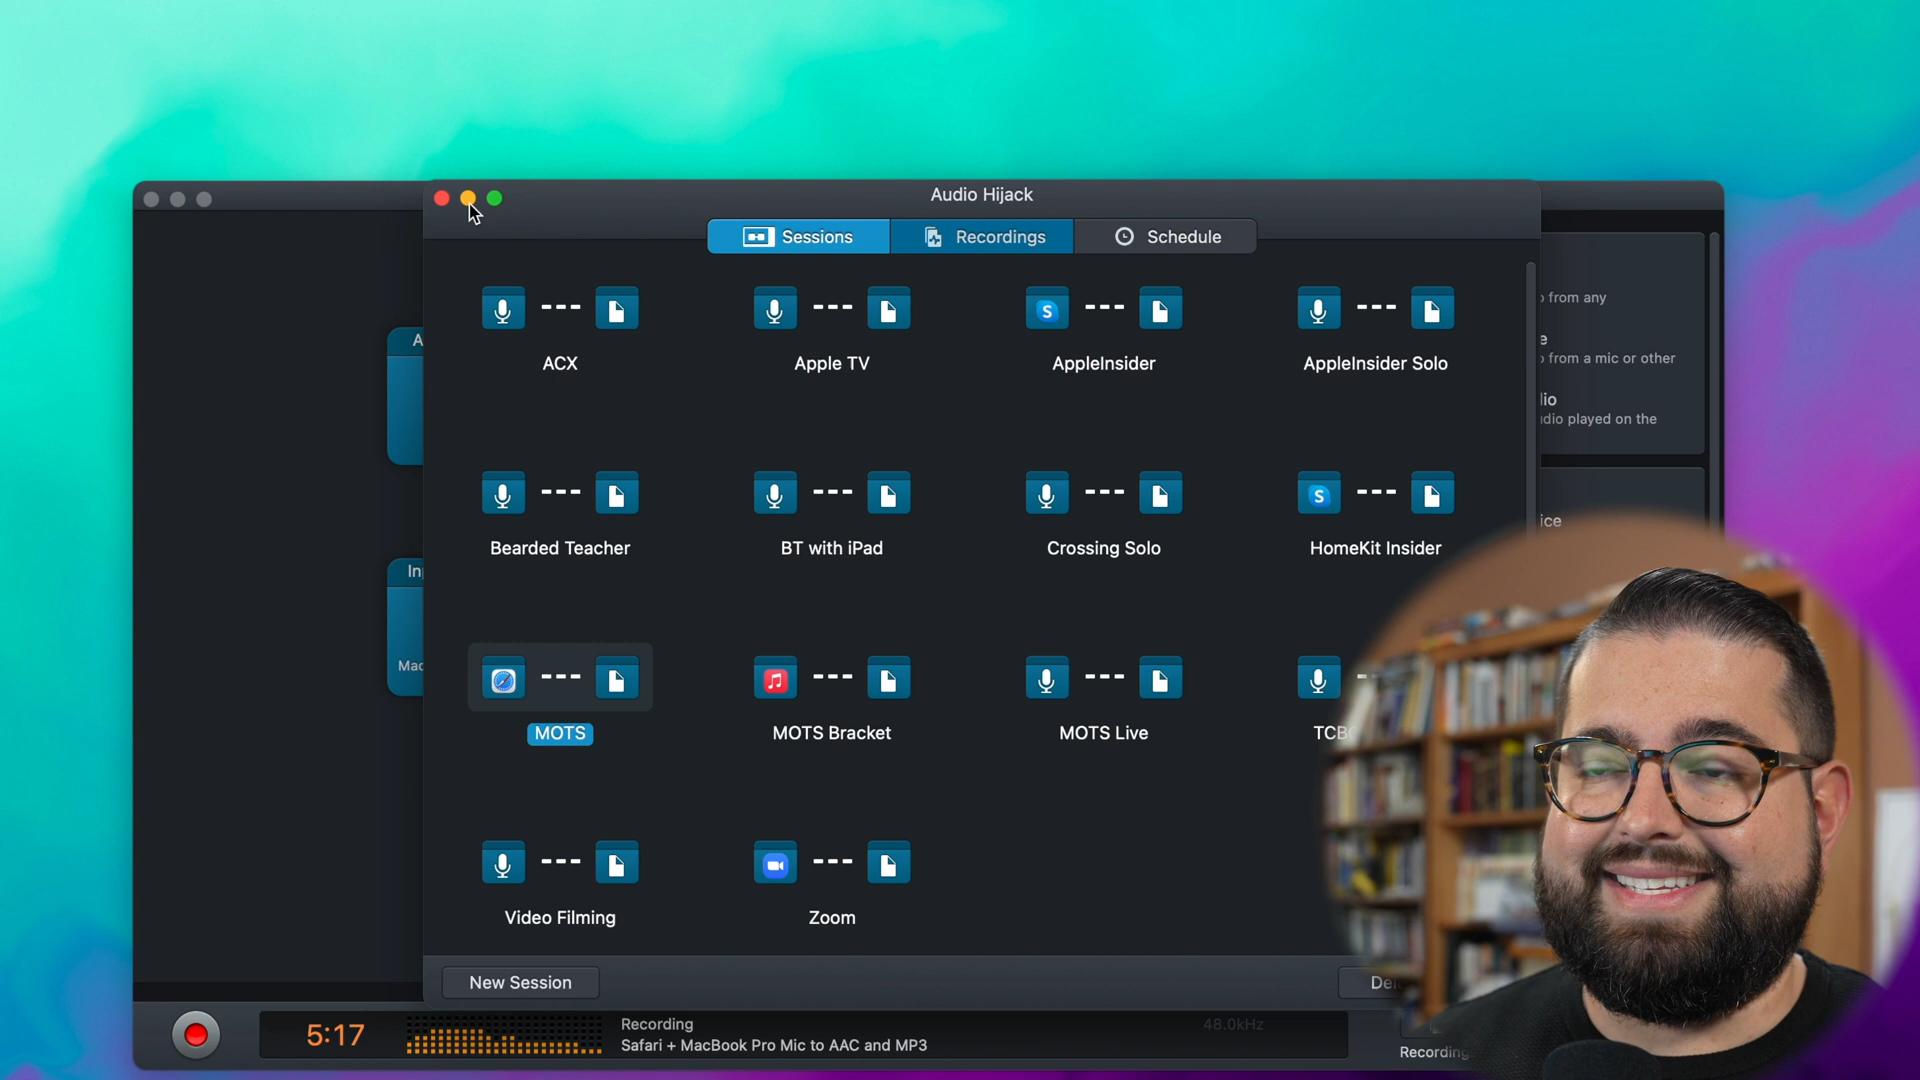 Audio Hijack
Sessions
Recordings
Schedule
ACX
Apple TV
AppleInsider
AppleInsider Solo
from any
from a mic or other
played on the
Bearded Teacher
BT with iPad
Crossing Solo
HomeKit Insider
MOTS
MOTS Bracket
MOTS Live
Video Filming
Zoom
New Session
5:17
Recording
48.0kHz
Safari + MacBook Pro Mic to AAC and MP3
Recording